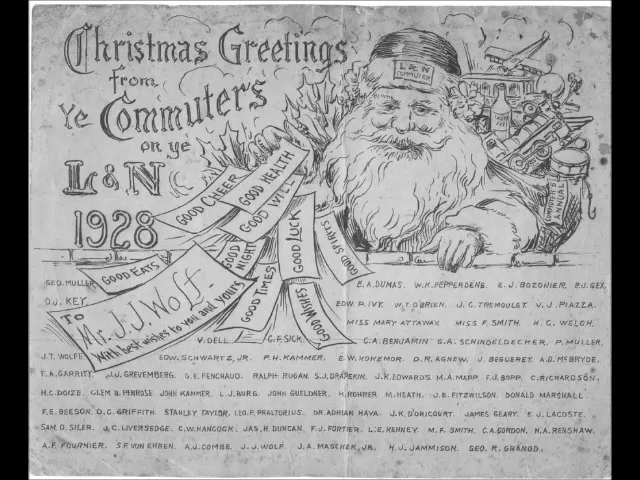 Christmas Greetings
from
Ye Commuters
on ye
L & N
1928
L & N
COMMUTER
COMMUTER'S
ANNUAL
GOOD CHEER
GOOD HEALTH
GOOD WILL
GOOD EATS
GOOD NIGHT
GOOD TIMES
GOOD LUCK
GOOD WISHES
GOOD SPIRITS
To
Mr. J. J. Wolf.
With best wishes to you and yours
GEO. MULLER
O.J. KEY.
E.A. DUMAS. W.K. PEPPERDENE. E.J. BOZONIER. E.J. GEX.
EDW. P. IVY. W.T. O'BRIEN. J.C. TREMOULET. V.J. PIAZZA.
MISS MARY ATTAWAY. MISS F. SMITH. H.C. WELCH.
V. DELL. C.F. SICK. C.A. BENJAMIN G.A. SCHINDELDECKER. P. MULLER.
J.T. WOLFE. EDW. SCHWARTZ, JR. P.H. KAMMER. E.W. KOHEMOR. D.R. AGNEW. J. BEGUERET. A.D. McBRYDE.
T.A. GARRITY. J.J. GREVEMBERG. G.E. FENCHAUD. RALPH RUGAN. S.J. DRAPEKIN. J.K. EDWARDS. M.A. MAPP. F.J. BOPP. C. RICHARDSON.
H.C. DOIZE. CLEM B. PENROSE JOHN KAMMER. L.J. BURG. JOHN GUELDNER. H. ROHMER M. HEATH. J.B. FITZWILSON. DONALD MARSHALL.
F.E. BEESON. D.C. GRIFFITH. STANLEY TAYLOR. LEO. F. PRALTORIUS. DR. ADRIAN HAVA. J.K. D'ORICOURT. JAMES GEARY. E.J. LACOSTE.
SAM. O. SILER. J.C. LIVERSEDGE. C.W. HANCOCK. JAS. H. DUNCAN. F.J. FORTIER. L.E. KENNEY. M.F. SMITH. C.A. GORDON. N.A. RENSHAW.
A.F. FOURNIER. S.F. VON EHREN. A.J. COMBE. J.J. WOLF. J.A. MASCHEK, JR. H.J. JAMMISON. GEO. R. GRANOD.